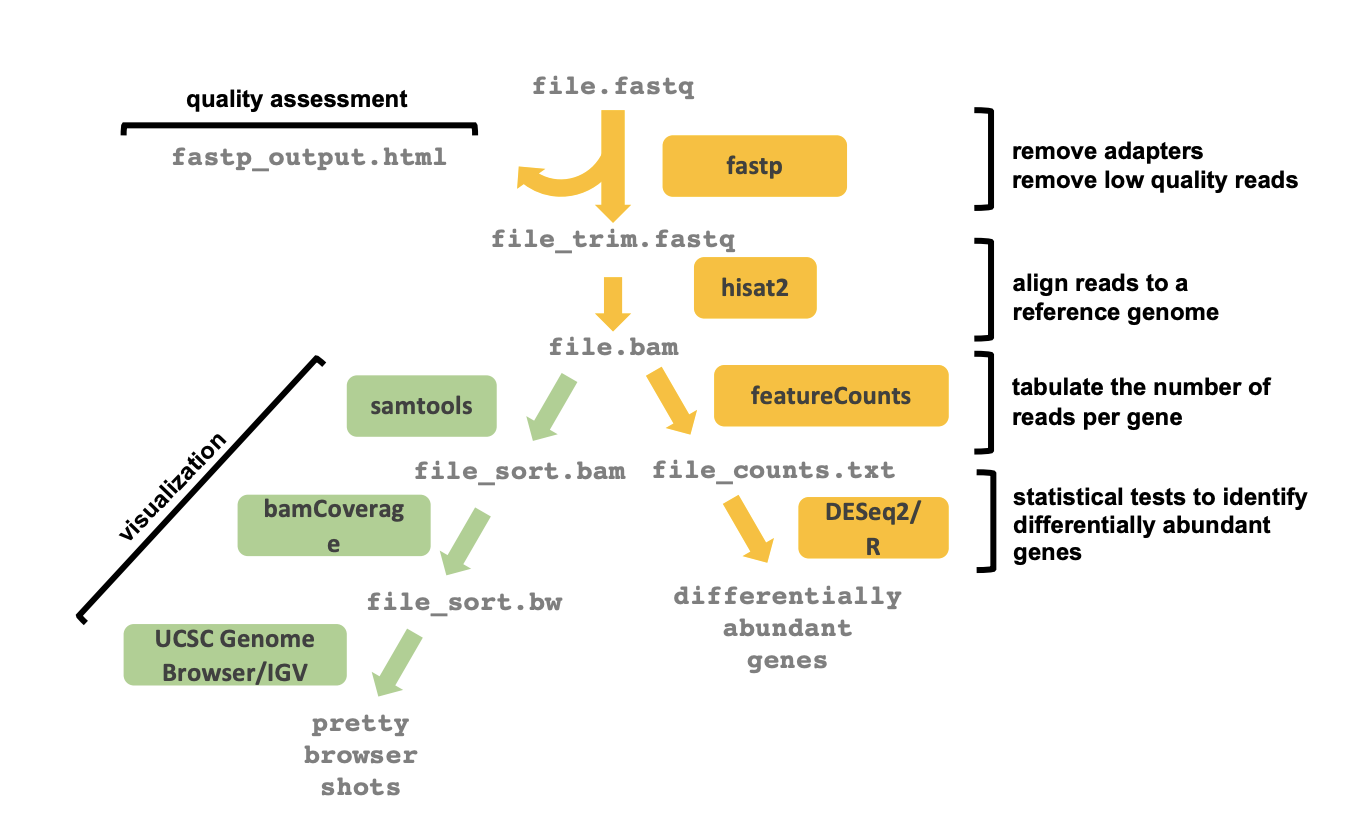 file.fastq
quality assessment
fastp_output.html
fastp
remove adapters
remove low quality reads
file_trim.fastq
hisat2
align reads to a
reference genome
file.bam
samtools
featureCounts
tabulate the number of
reads per gene
visualization
file_sort.bam
file_counts.txt
bamCoverag
e
DESeq2/
R
statistical tests to identify
differentially abundant
genes
file_sort.bw
differentially
abundant
genes
UCSC Genome
Browser/IGV
pretty
browser
shots